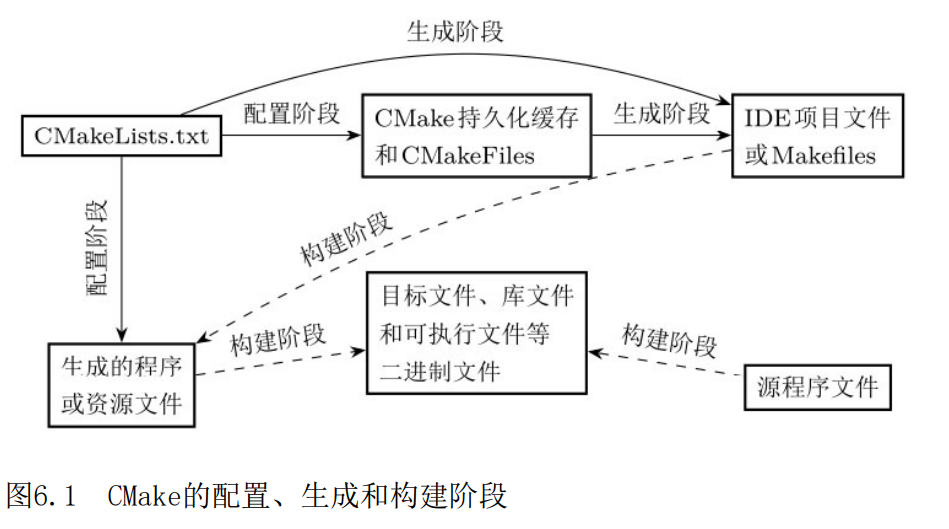 生成阶段
CMakeLists.txt
配置阶段
CMake持久化缓存
和CMakeFiles
生成阶段
IDE项目文件
或Makefiles
配置阶段
构建阶段
生成的程序
或资源文件
构建阶段
目标文件、库文件
和可执行文件等
二进制文件
构建阶段
源程序文件
图6.1 CMake的配置、生成和构建阶段